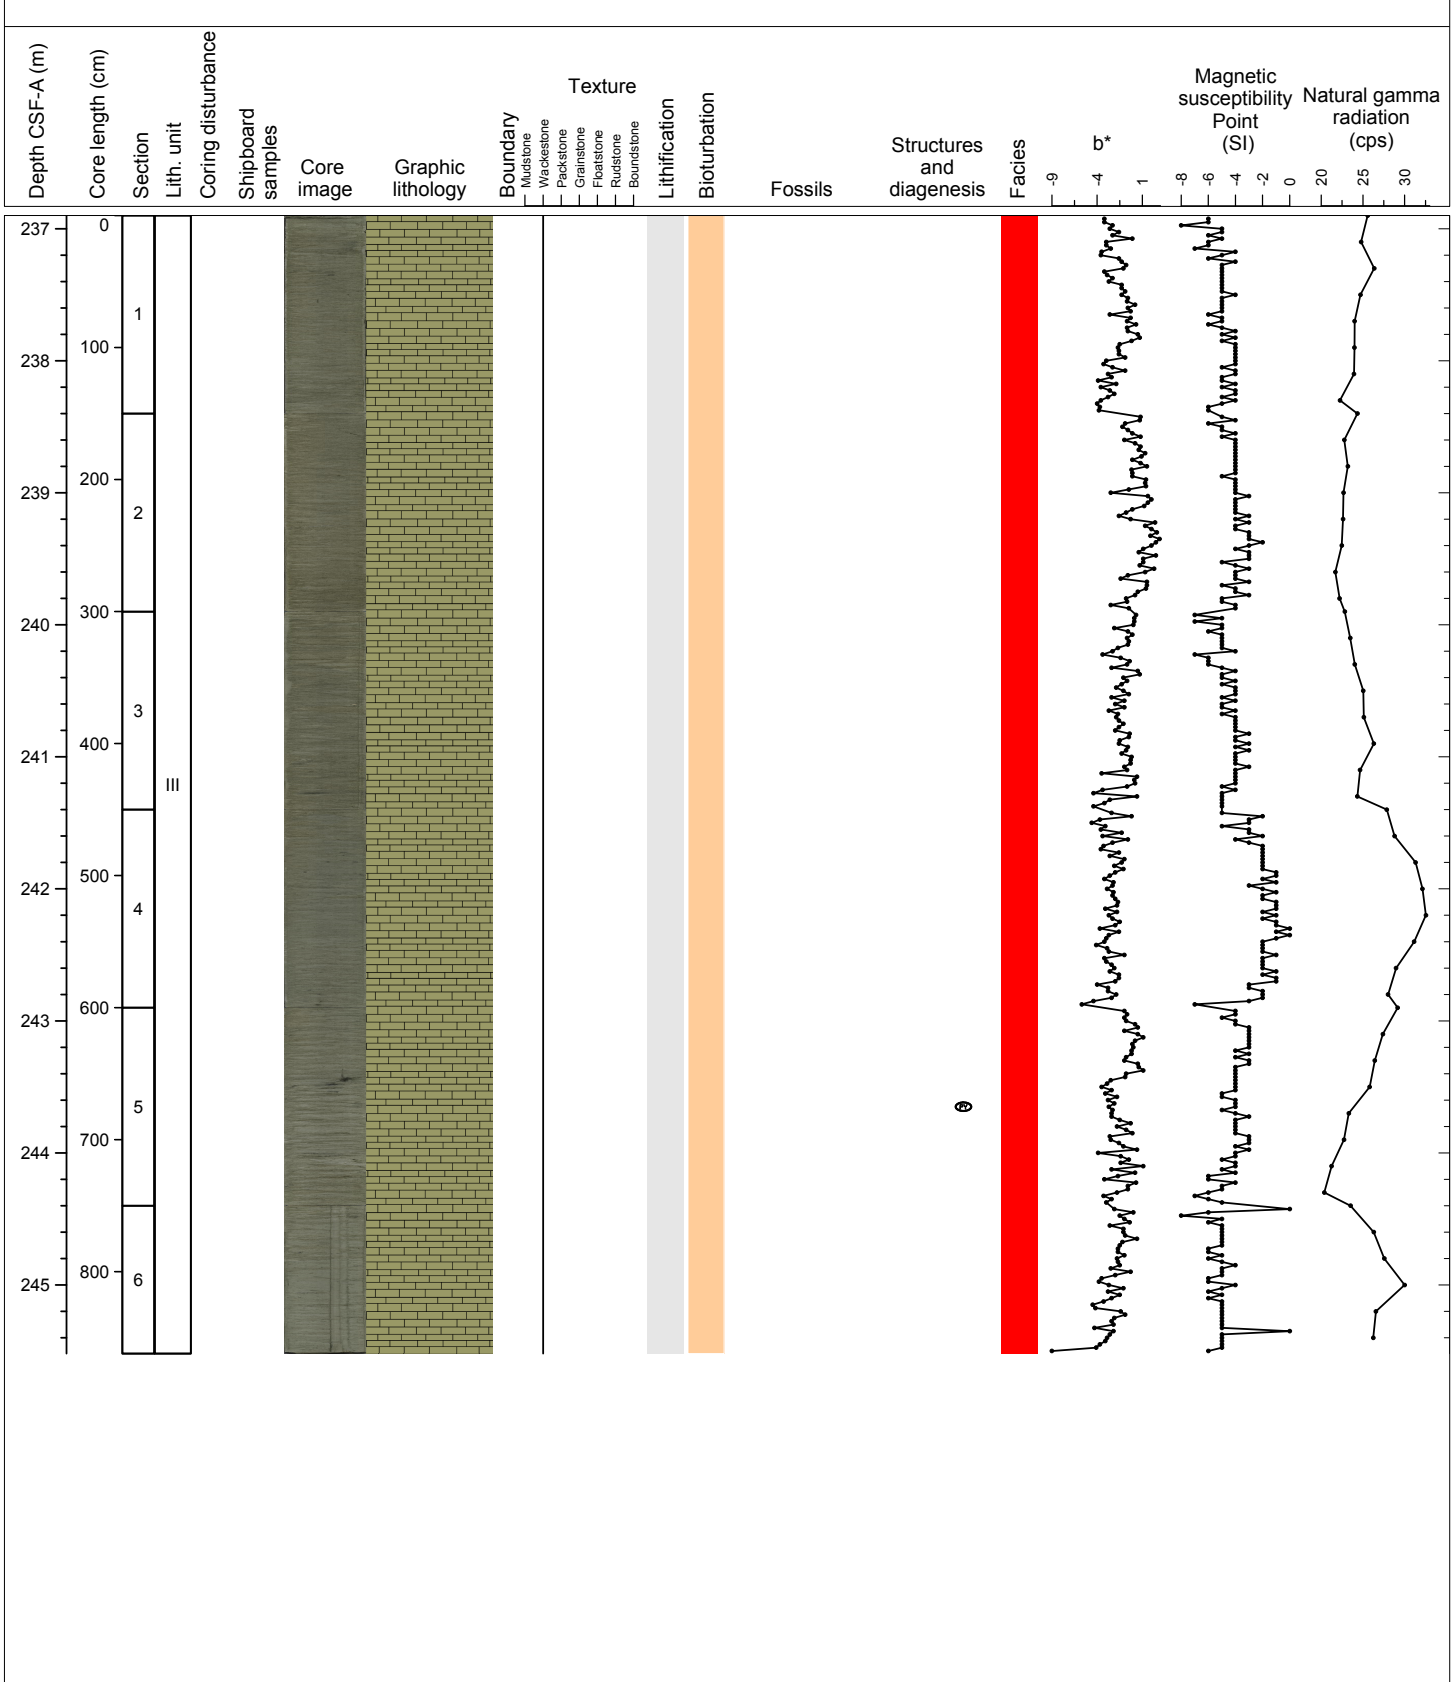 Depth CSF-A (m)
Core length (cm)
Section
Lith. unit
Coring disturbance
Shipboard
samples
Core
image
Graphic
lithology
Boundary
Texture
Mudstone
Wackestone
Packstone
Grainstone
Floatstone
Rudstone
Boundstone
Lithification
Bioturbation
Fossils
Structures
and
diagenesis
Facies
b*
-9
-4
1
Magnetic
susceptibility
Point
(SI)
-8
-6
-4
-2
0
Natural gamma
radiation
(cps)
20
25
30
237
238
239
240
241
242
243
244
245
0
100
200
300
400
500
600
700
800
1
2
3
4
5
6
III